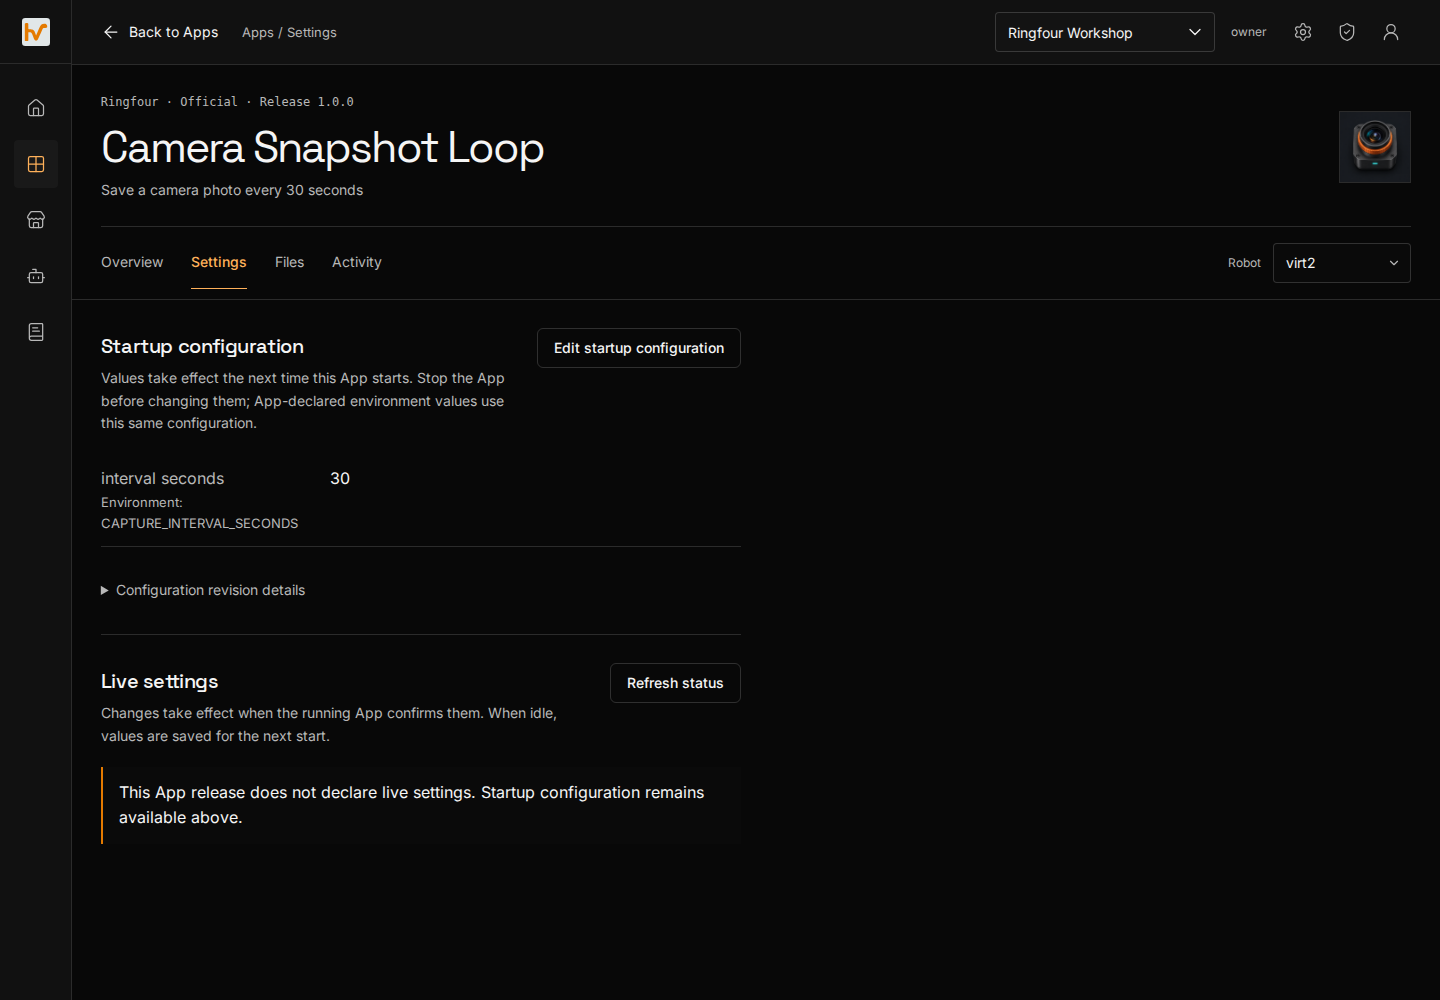 Back to Apps
Apps / Settings
Ringfour Workshop
owner
Ringfour · Official · Release 1.0.0
Camera Snapshot Loop
Save a camera photo every 30 seconds
Overview
Settings
Files
Activity
Robot
virt2
Startup configuration
Edit startup configuration
Values take effect the next time this App starts. Stop the App
before changing them; App-declared environment values use
this same configuration.
interval seconds
30
Environment:
CAPTURE_INTERVAL_SECONDS
Configuration revision details
Live settings
Refresh status
Changes take effect when the running App confirms them. When idle,
values are saved for the next start.
This App release does not declare live settings. Startup configuration remains
available above.